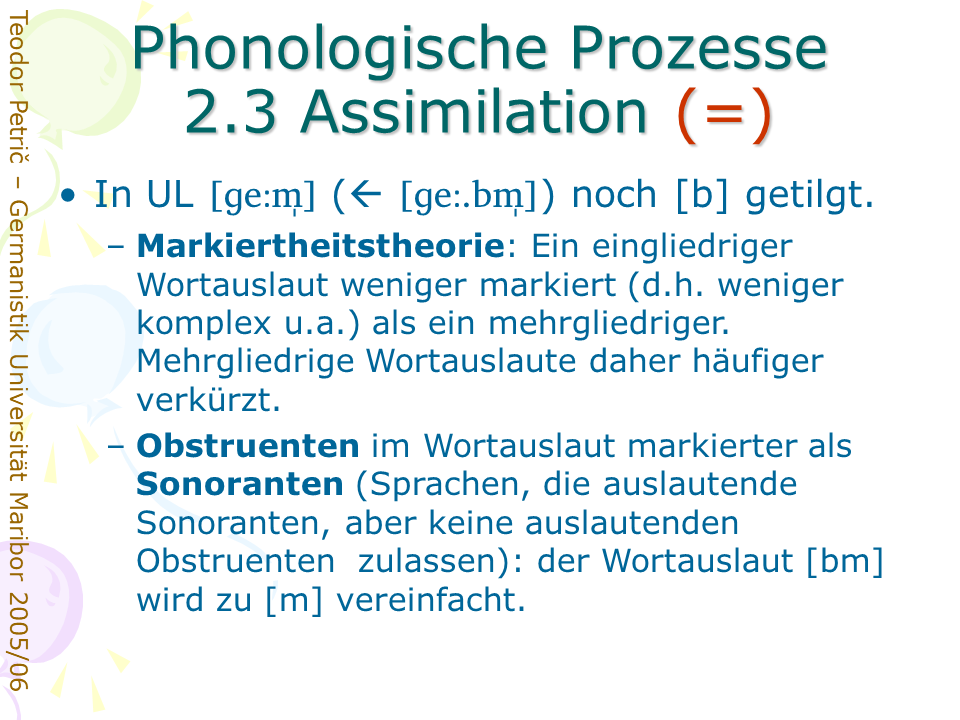 Phonologische Prozesse
2.3 Assimilation (=)
• In UL [ɡeːm̩] (← [ɡeː.bm̩]) noch [b] getilgt.
– Markiertheitstheorie: Ein eingliedriger
Wortauslaut weniger markiert (d.h. weniger
komplex u.a.) als ein mehrgliedriger.
Mehrgliedrige Wortauslaute daher häufiger
verkürzt.
– Obstruenten im Wortauslaut markierter als
Sonoranten (Sprachen, die auslautende
Sonoranten, aber keine auslautenden
Obstruenten zulassen): der Wortauslaut [bm]
wird zu [m] vereinfacht.
Teodor Petrič – Germanistik Universität Maribor 2005/06